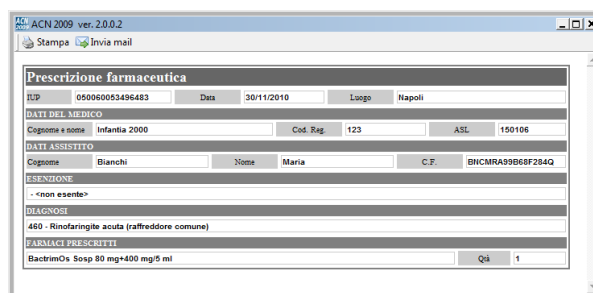 ACN 2009 ver. 2.0.0.2
Stampa Invia mail
Prescrizione farmaceutica
IUP 050060053496483 Data 30/11/2010 Luogo Napoli
DATI DEL MEDICO
Cognome e nome Infantia 2000 Cod. Reg. 123 ASL 150106
DATI ASSISTITO
Cognome Bianchi Nome Maria C.F. BNCMRA99B68F284Q
ESENZIONE
- <non esente>
DIAGNOSI
460 - Rinofaringite acuta (raffreddore comune)
FARMACI PRESCRITTI
BactrimOs Sosp 80 mg+400 mg/5 ml Qtà 1